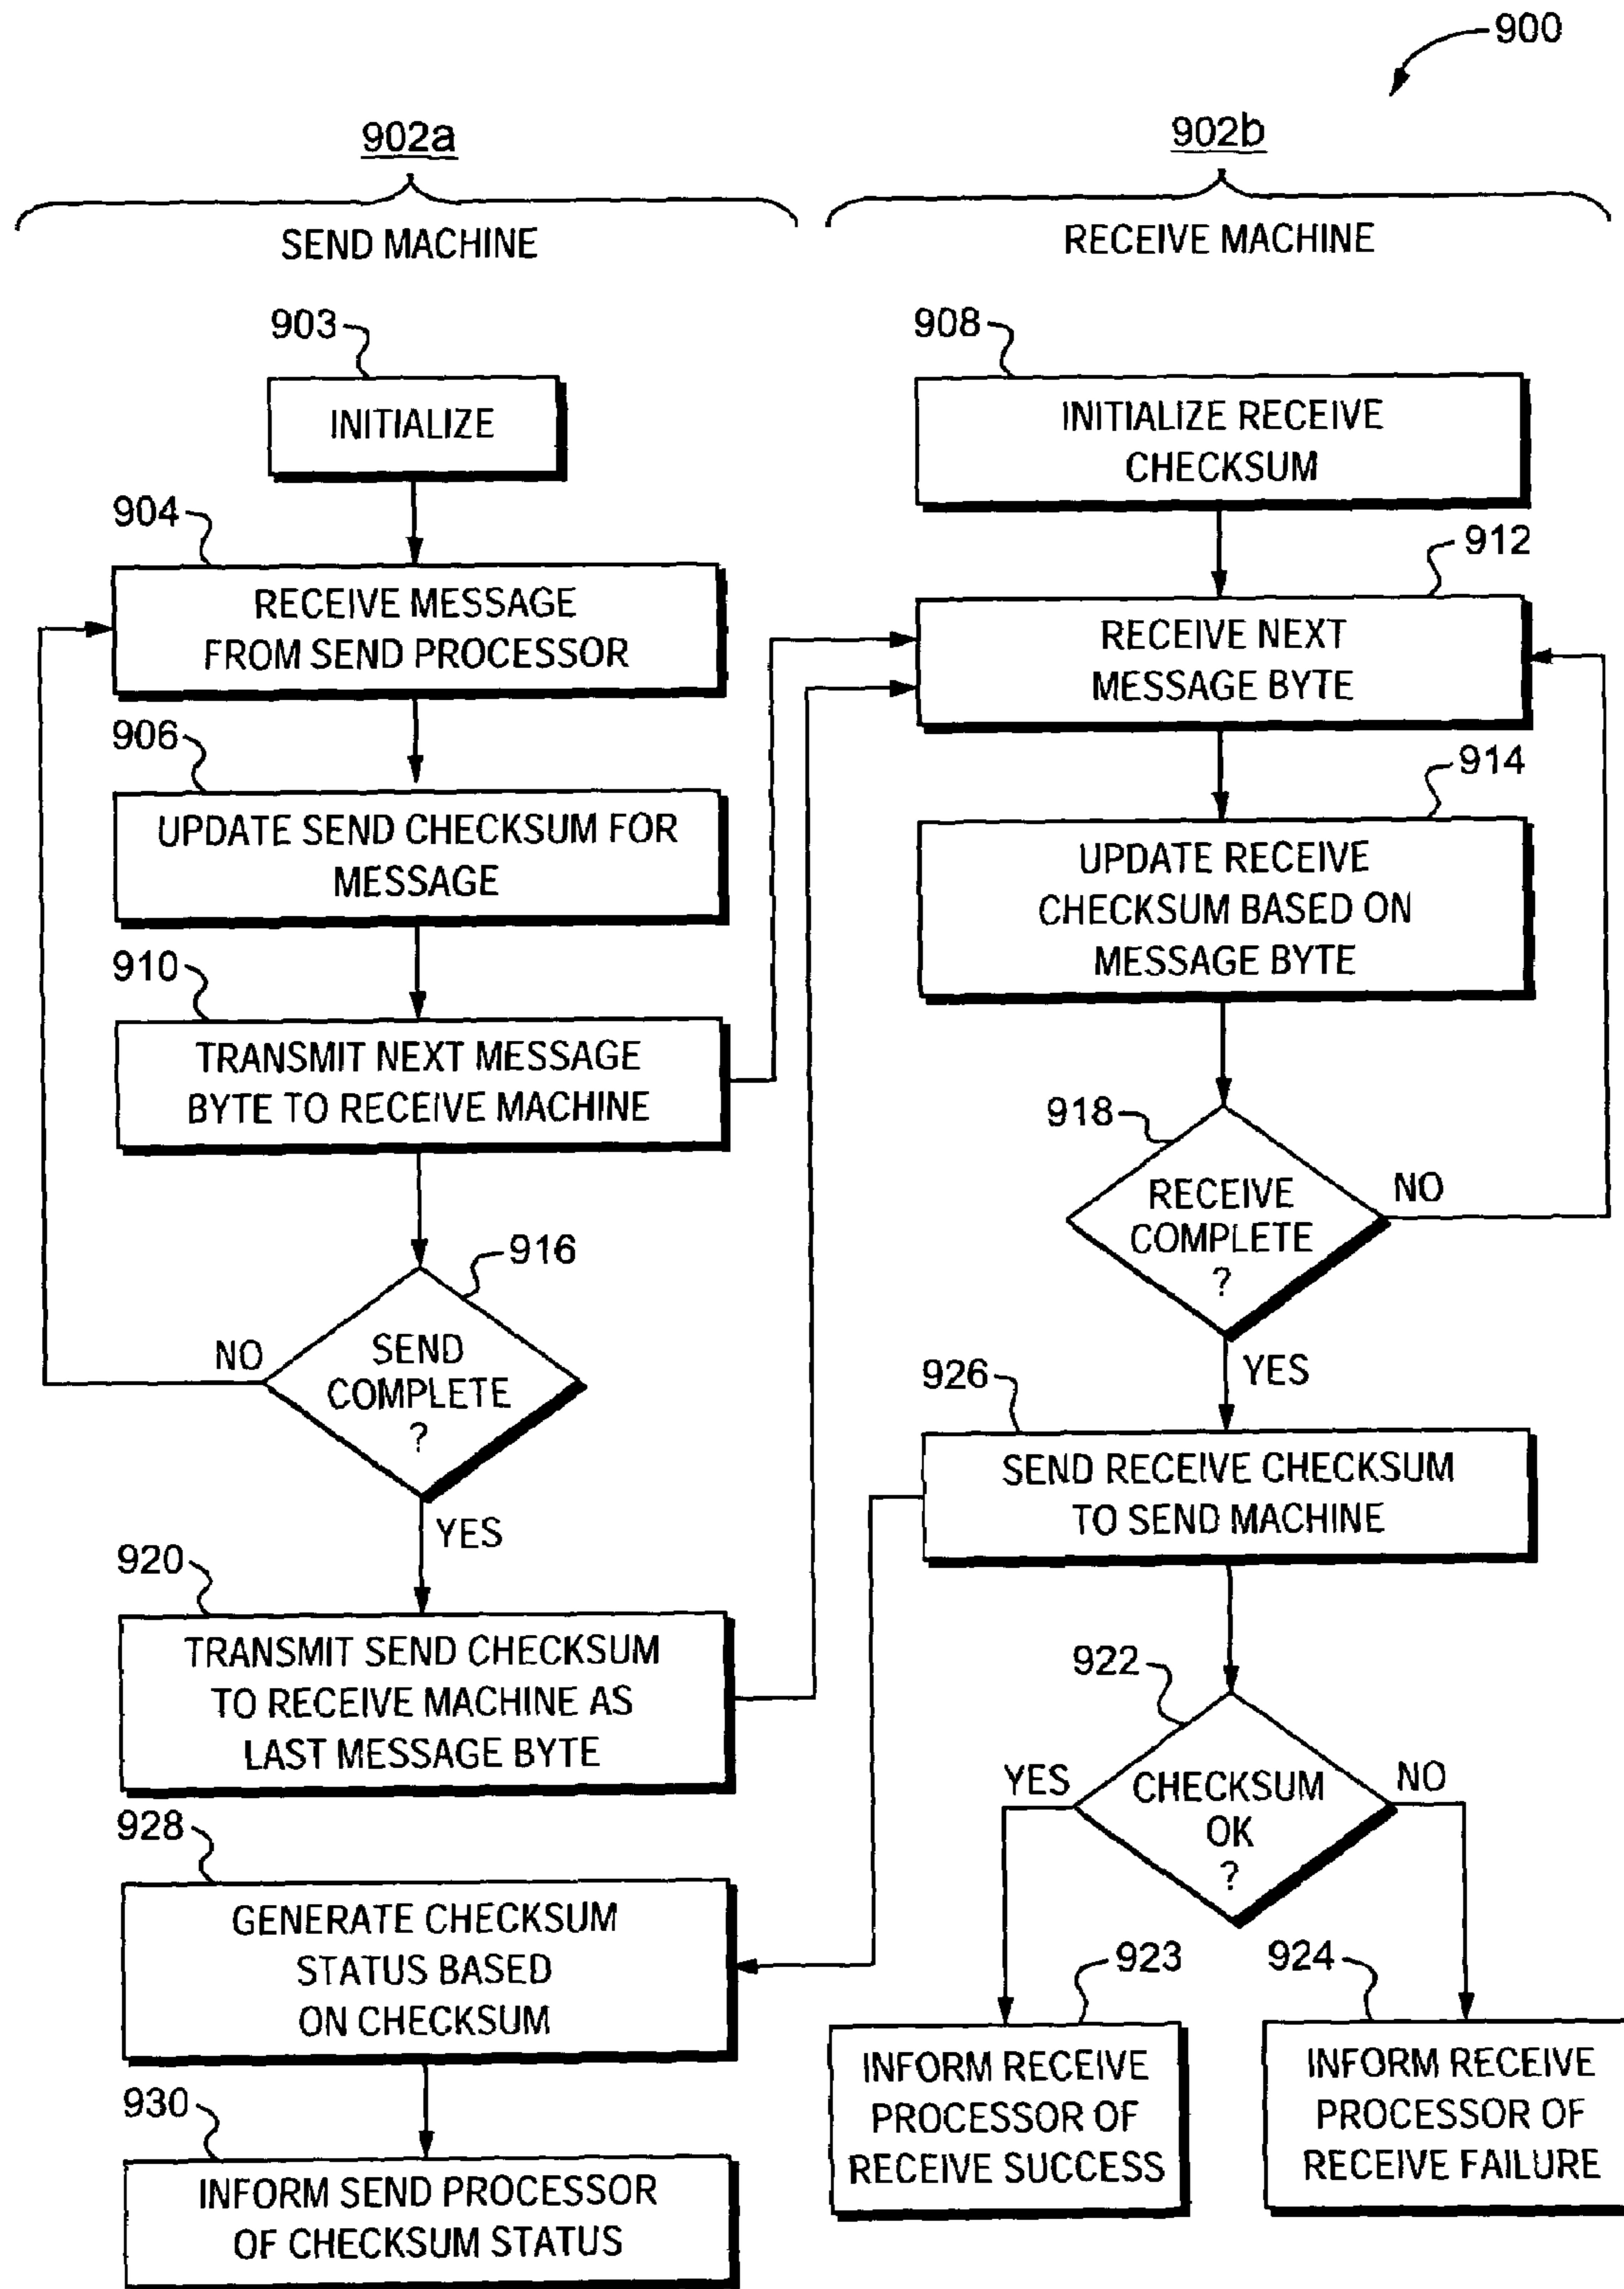 900
902a
SEND MACHINE
903
INITIALIZE
904
RECEIVE MESSAGE
FROM SEND PROCESSOR
906
UPDATE SEND CHECKSUM FOR
MESSAGE
910
TRANSMIT NEXT MESSAGE
BYTE TO RECEIVE MACHINE
916
SEND
COMPLETE
?
NO
YES
920
TRANSMIT SEND CHECKSUM
TO RECEIVE MACHINE AS
LAST MESSAGE BYTE
928
GENERATE CHECKSUM
STATUS BASED
ON CHECKSUM
930
INFORM SEND PROCESSOR
OF CHECKSUM STATUS
902b
RECEIVE MACHINE
908
INITIALIZE RECEIVE
CHECKSUM
912
RECEIVE NEXT
MESSAGE BYTE
914
UPDATE RECEIVE
CHECKSUM BASED ON
MESSAGE BYTE
918
RECEIVE
COMPLETE
?
NO
YES
926
SEND RECEIVE CHECKSUM
TO SEND MACHINE
922
CHECKSUM
OK
?
YES
NO
923
INFORM RECEIVE
PROCESSOR OF
RECEIVE SUCCESS
924
INFORM RECEIVE
PROCESSOR OF
RECEIVE FAILURE